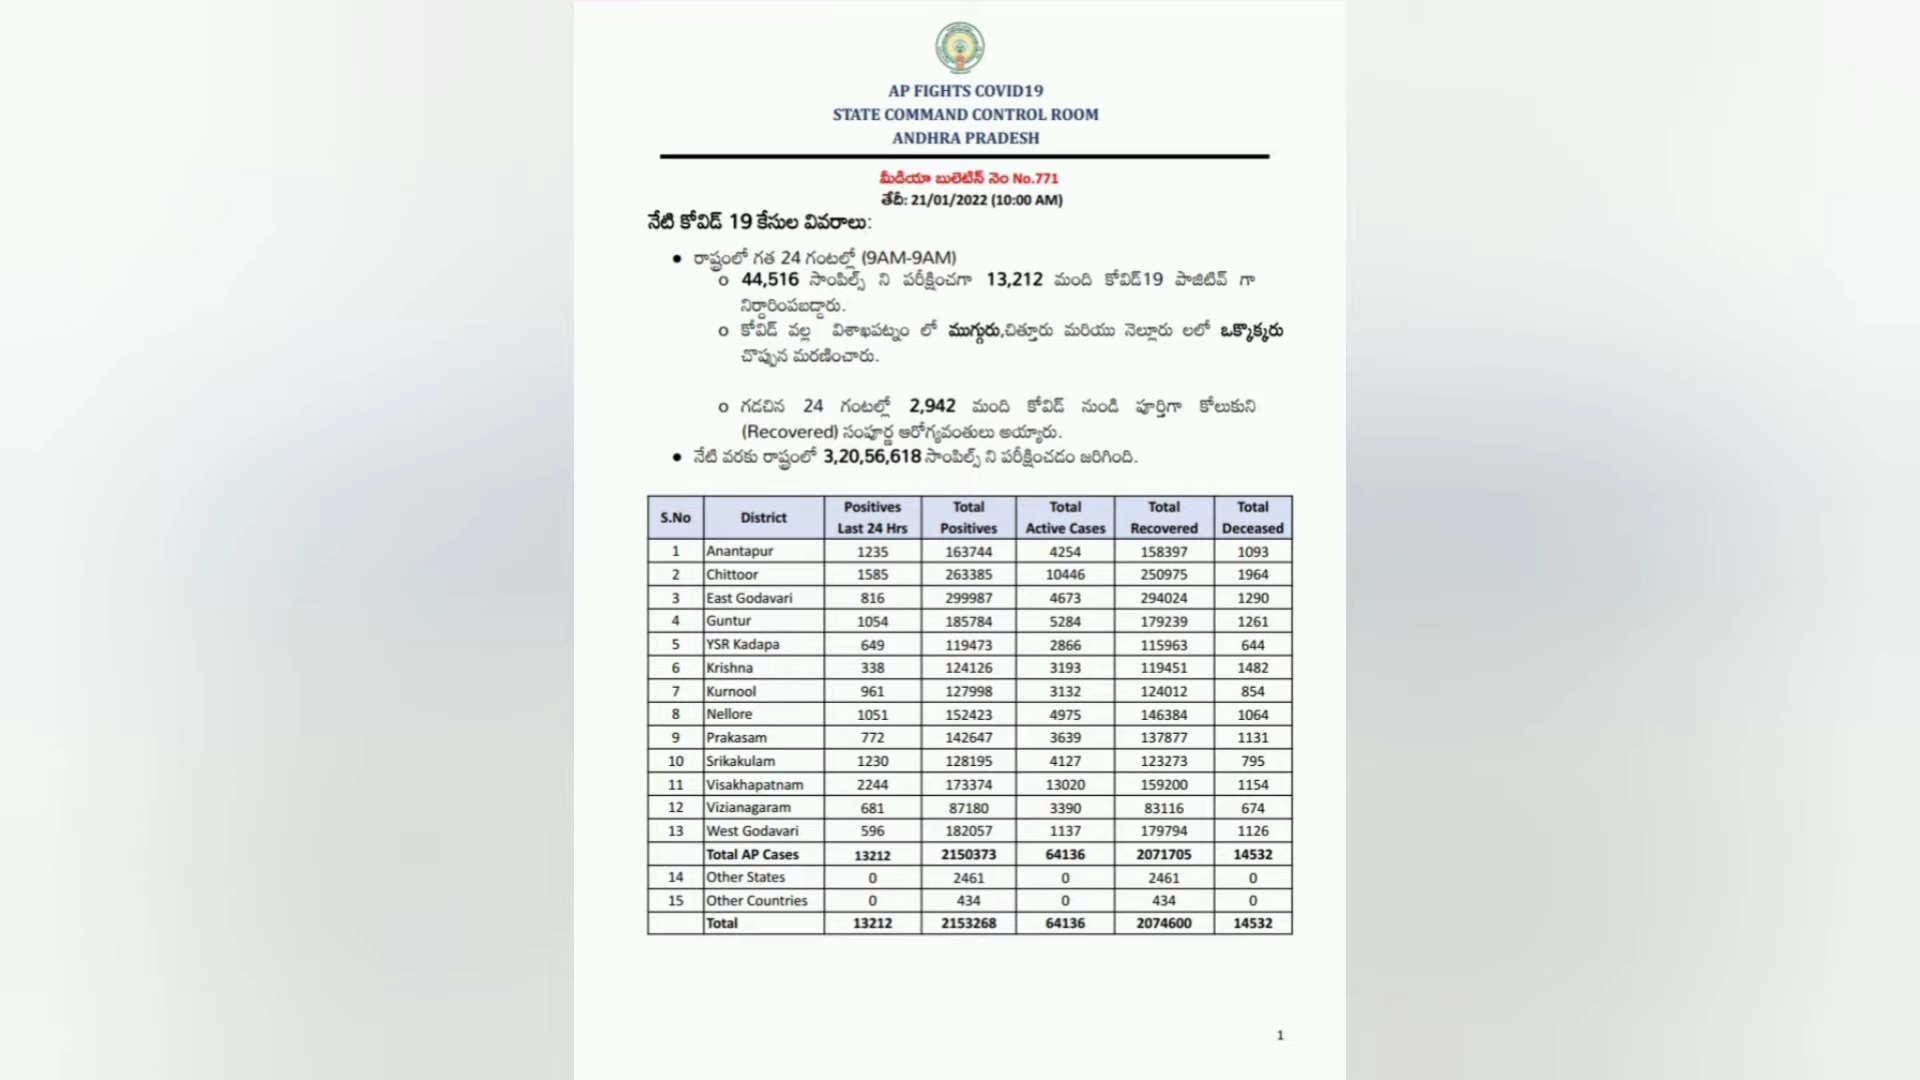 AP FIGHTS COVID19
STATE COMMAND CONTROL ROOM
ANDHRA PRADESH
మీడియా బులెటిన్ నెం No.771
తేదీ: 21/01/2022 (10:00 AM)
నేటి కోవిడ్ 19 కేసుల వివరాలు:
• రాష్ట్రంలో గత 24 గంటల్లో (9AM-9AM)
o 44,516 సాంపిల్స్ ని పరీక్షించగా 13,212 మంది కోవిడ్19 పాజిటివ్ గా
నిర్దారింపబడ్డారు.
o కోవిడ్ వల్ల విశాఖపట్నం లో ముగ్గురు,చిత్తూరు మరియు నెల్లూరు లలో ఒక్కొక్కరు
చొప్పున మరణించారు.
o గడచిన 24 గంటల్లో 2,942 మంది కోవిడ్ నుండి పూర్తిగా కోలుకుని
(Recovered) సంపూర్ణ ఆరోగ్యవంతులు అయ్యారు.
• నేటి వరకు రాష్ట్రంలో 3,20,56,618 సాంపిల్స్ ని పరీక్షించడం జరిగింది.
S.No District Positives Last 24 Hrs Total Positives Total Active Cases Total Recovered Total Deceased
1 Anantapur 1235 163744 4254 158397 1093
2 Chittoor 1585 263385 10446 250975 1964
3 East Godavari 816 299987 4673 294024 1290
4 Guntur 1054 185784 5284 179239 1261
5 YSR Kadapa 649 119473 2866 115963 644
6 Krishna 338 124126 3193 119451 1482
7 Kurnool 961 127998 3132 124012 854
8 Nellore 1051 152423 4975 146384 1064
9 Prakasam 772 142647 3639 137877 1131
10 Srikakulam 1230 128195 4127 123273 795
11 Visakhapatnam 2244 173374 13020 159200 1154
12 Vizianagaram 681 87180 3390 83116 674
13 West Godavari 596 182057 1137 179794 1126
Total AP Cases 13212 2150373 64136 2071705 14532
14 Other States 0 2461 0 2461 0
15 Other Countries 0 434 0 434 0
Total 13212 2153268 64136 2074600 14532
1